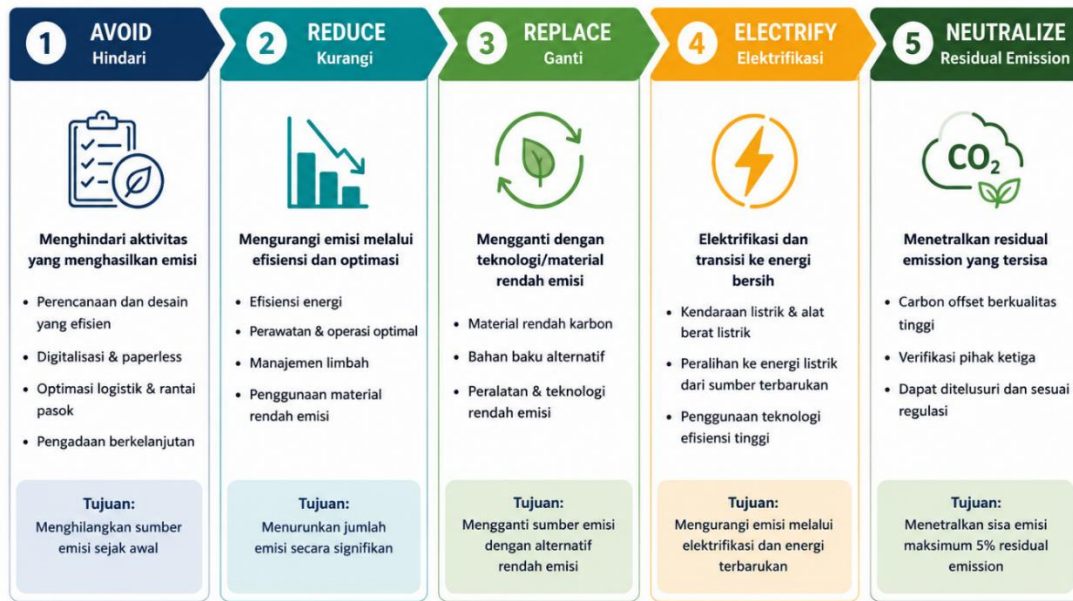 1 AVOID
Hindari
2 REDUCE
Kurangi
3 REPLACE
Ganti
4 ELECTRIFY
Elektrifikasi
5 NEUTRALIZE
Residual Emission
Menghindari aktivitas
yang menghasilkan emisi
• Perencanaan dan desain
yang efisien
• Digitalisasi & paperless
• Optimasi logistik & rantai
pasok
• Pengadaan berkelanjutan
Tujuan:
Menghilangkan sumber
emisi sejak awal
Mengurangi emisi melalui
efisiensi dan optimasi
• Efisiensi energi
• Perawatan & operasi optimal
• Manajemen limbah
• Penggunaan material
rendah emisi
Tujuan:
Menurunkan jumlah
emisi secara signifikan
Mengganti dengan
teknologi/material
rendah emisi
• Material rendah karbon
• Bahan baku alternatif
• Peralatan & teknologi
rendah emisi
Tujuan:
Mengganti sumber emisi
dengan alternatif
rendah emisi
Elektrifikasi dan
transisi ke energi
bersih
• Kendaraan listrik & alat
berat listrik
• Peralihan ke energi listrik
dari sumber terbarukan
• Penggunaan teknologi
efisiensi tinggi
Tujuan:
Mengurangi emisi melalui
elektrifikasi dan energi
terbarukan
CO₂
Menetralkan residual
emission yang tersisa
• Carbon offset berkualitas
tinggi
• Verifikasi pihak ketiga
• Dapat ditelusuri dan sesuai
regulasi
Tujuan:
Menetralkan sisa emisi
maksimum 5% residual
emission